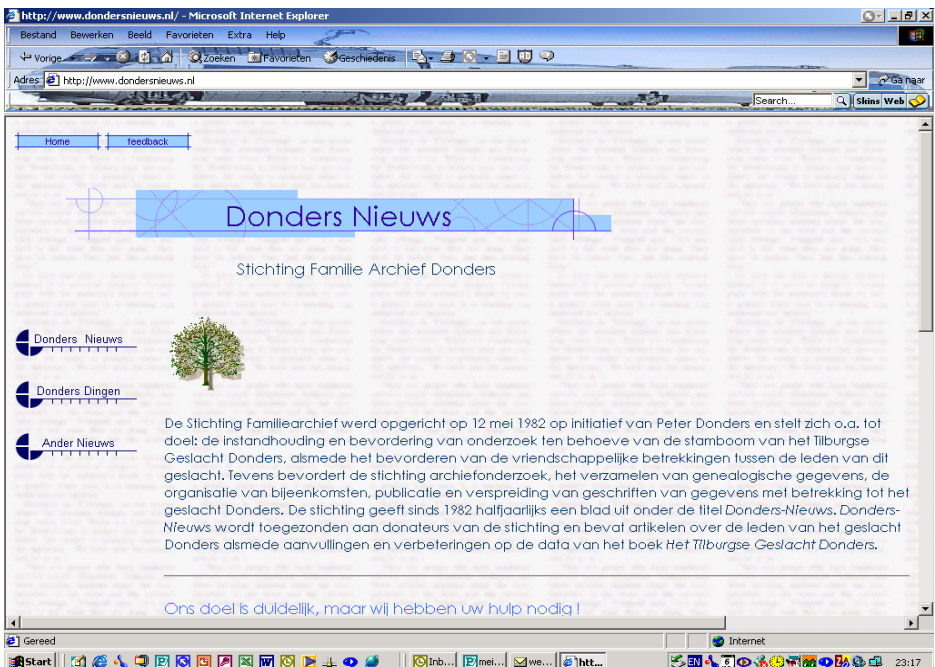 http://www.dondersnieuws.nl/ - Microsoft Internet Explorer
Bestand Bewerken Beeld Favorieten Extra Help
Vorige Zoeken Favorieten Geschiedenis
Adres http://www.dondersnieuws.nl Ga naar
Search... Skins Web
Home feedback
Donders Nieuws
Stichting Familie Archief Donders
Donders Nieuws
Donders Dingen
Ander Nieuws
De Stichting Familiearchief werd opgericht op 12 mei 1982 op initiatief van Peter Donders en stelt zich o.a. tot
doel: de instandhouding en bevordering van onderzoek ten behoeve van de stamboom van het Tilburgse
Geslacht Donders, alsmede het bevorderen van de vriendschappelijke betrekkingen tussen de leden van dit
geslacht. Tevens bevordert de stichting archiefonderzoek, het verzamelen van genealogische gegevens, de
organisatie van bijeenkomsten, publicatie en verspreiding van geschriften van gegevens met betrekking tot het
geslacht Donders. De stichting geeft sinds 1982 halfjaarlijks een blad uit onder de titel Donders-Nieuws. Donders-
Nieuws wordt toegezonden aan donateurs van de stichting en bevat artikelen over de leden van het geslacht
Donders alsmede aanvullingen en verbeteringen op de data van het boek Het Tilburgse Geslacht Donders.
Ons doel is duidelijk, maar wij hebben uw hulp nodig !
Gereed Internet
Start Inb... mei... we... htt... EN 23:17